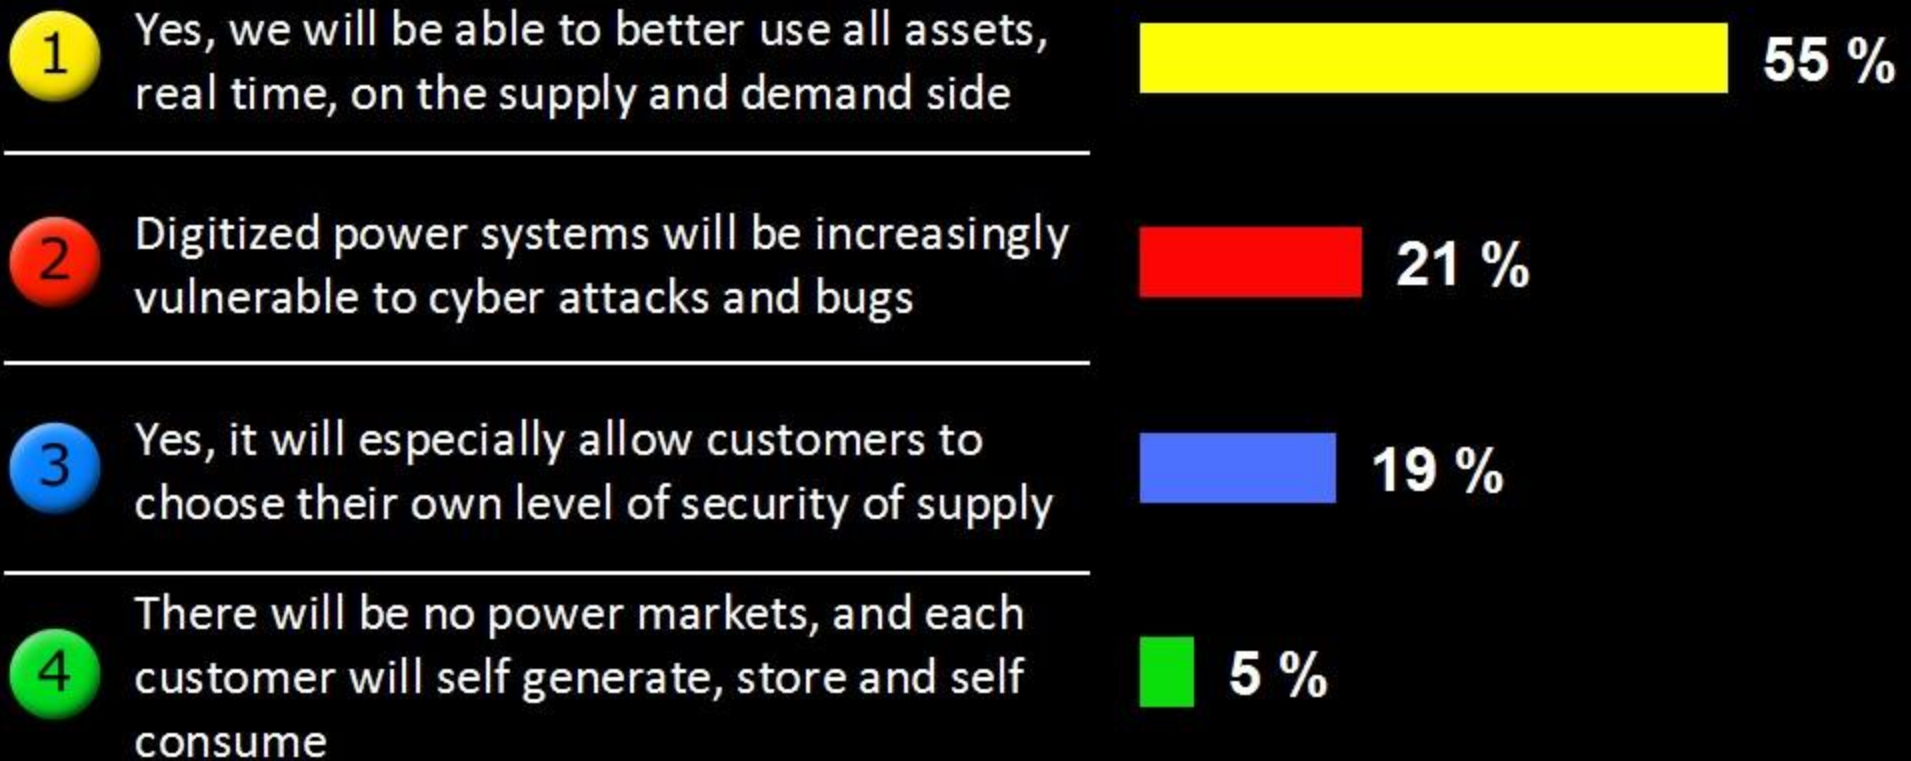 1
Yes, we will be able to better use all assets,
real time, on the supply and demand side
55 %
2
Digitized power systems will be increasingly
vulnerable to cyber attacks and bugs
21 %
3
Yes, it will especially allow customers to
choose their own level of security of supply
19 %
4
There will be no power markets, and each
customer will self generate, store and self
consume
5 %